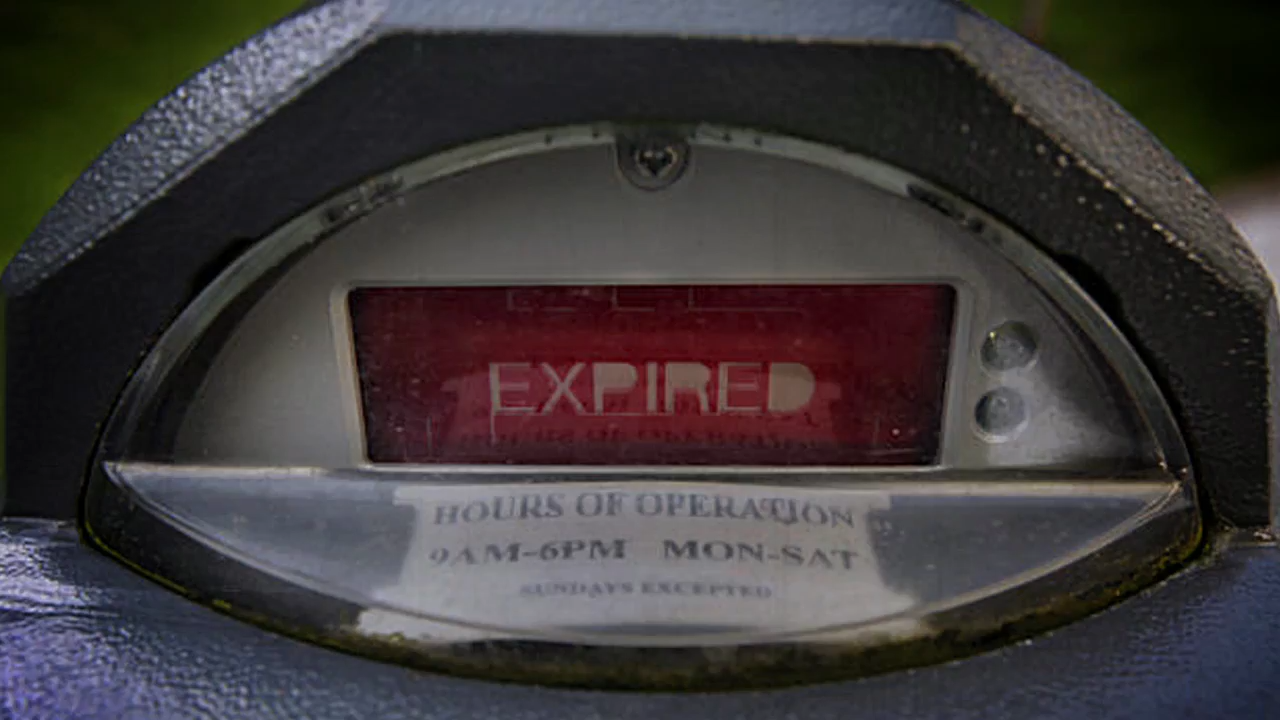 EXPIRED
HOURS OF OPERATION
9AM-6PM MON-SAT
SUNDAYS EXCEPTED